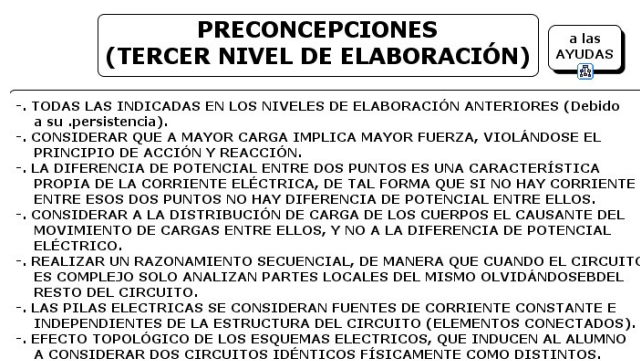 PRECONCEPCIONES
(TERCER NIVEL DE ELABORACIÓN)
a las
AYUDAS
-. TODAS LAS INDICADAS EN LOS NIVELES DE ELABORACIÓN ANTERIORES (Debido
a su .persistencia).
-. CONSIDERAR QUE A MAYOR CARGA IMPLICA MAYOR FUERZA, VIOLÁNDOSE EL
PRINCIPIO DE ACCIÓN Y REACCIÓN.
-. LA DIFERENCIA DE POTENCIAL ENTRE DOS PUNTOS ES UNA CARACTERÍSTICA
PROPIA DE LA CORRIENTE ELÉCTRICA, DE TAL FORMA QUE SI NO HAY CORRIENTE
ENTRE ESOS DOS PUNTOS NO HAY DIFERENCIA DE POTENCIAL ENTRE ELLOS.
-. CONSIDERAR A LA DISTRIBUCIÓN DE CARGA DE LOS CUERPOS EL CAUSANTE DEL
MOVIMIENTO DE CARGAS ENTRE ELLOS, Y NO A LA DIFERENCIA DE POTENCIAL
ELÉCTRICO.
-. REALIZAR UN RAZONAMIENTO SECUENCIAL, DE MANERA QUE CUANDO EL CIRCUITO
ES COMPLEJO SOLO ANALIZAN PARTES LOCALES DEL MISMO OLVIDÁNDOSEBDEL
RESTO DEL CIRCUITO.
-. LAS PILAS ELECTRICAS SE CONSIDERAN FUENTES DE CORRIENTE CONSTANTE E
INDEPENDIENTES DE LA ESTRUCTURA DEL CIRCUITO (ELEMENTOS CONECTADOS).
-. EFECTO TOPOLÓGICO DE LOS ESQUEMAS ELECTRICOS, QUE INDUCEN AL ALUMNO
A CONSIDERAR DOS CIRCUITOS IDÉNTICOS FÍSICAMENTE COMO DISTINTOS.